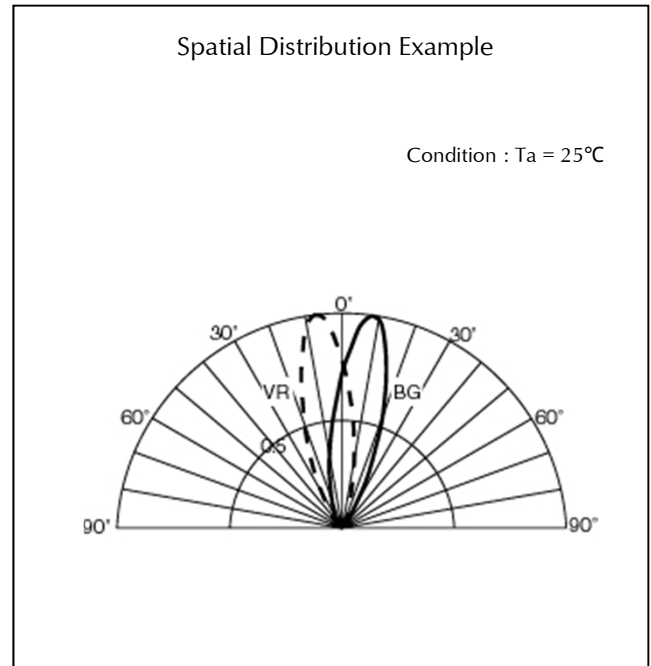 Spatial Distribution Example
Condition : Ta = 25℃
0°
30° 30°
VR BG
60° 60°
0.5
90° 90°